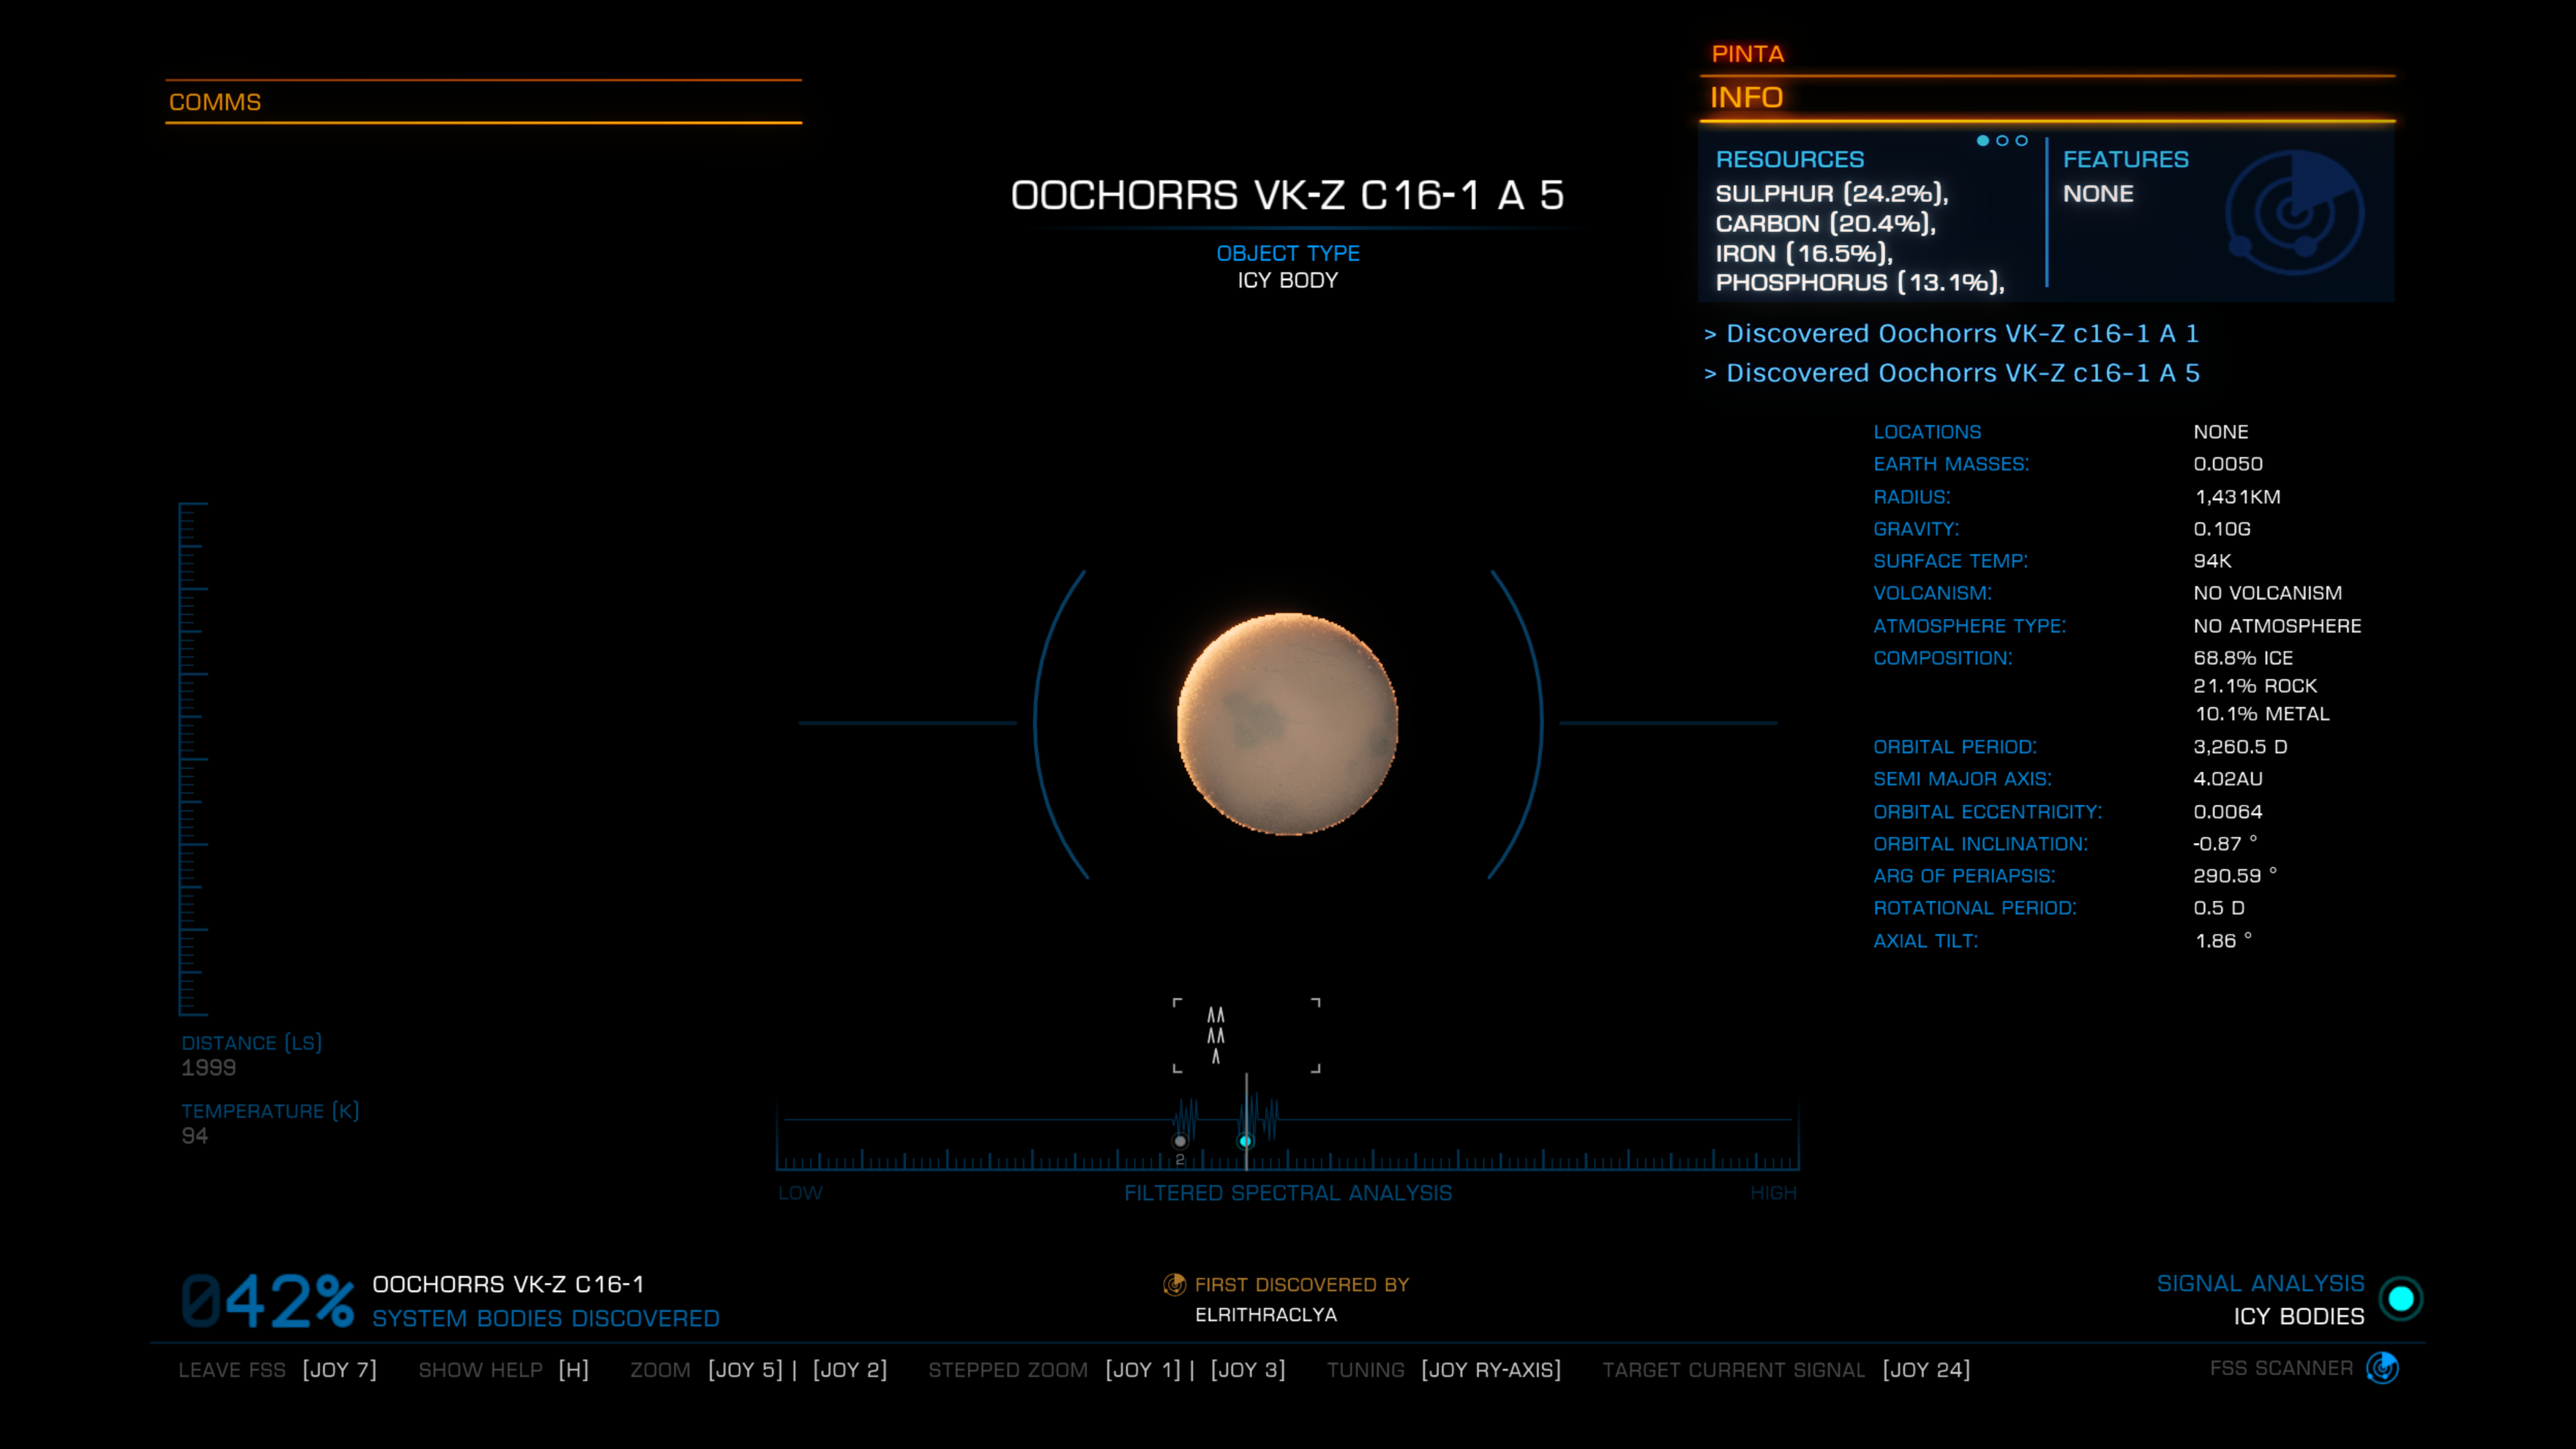 COMMS
PINTA
INFO
RESOURCES
SULPHUR (24.2%),
CARBON (20.4%),
IRON (16.5%),
PHOSPHORUS (13.1%),
FEATURES
NONE
> Discovered Oochorrs VK-Z c16-1 A 1
> Discovered Oochorrs VK-Z c16-1 A 5
OOCHORRS VK-Z C16-1 A 5
OBJECT TYPE
ICY BODY
LOCATIONS NONE
EARTH MASSES: 0.0050
RADIUS: 1,431KM
GRAVITY: 0.10G
SURFACE TEMP: 94K
VOLCANISM: NO VOLCANISM
ATMOSPHERE TYPE: NO ATMOSPHERE
COMPOSITION: 68.8% ICE
21.1% ROCK
10.1% METAL
ORBITAL PERIOD: 3,260.5 D
SEMI MAJOR AXIS: 4.02AU
ORBITAL ECCENTRICITY: 0.0064
ORBITAL INCLINATION: -0.87 °
ARG OF PERIAPSIS: 290.59 °
ROTATIONAL PERIOD: 0.5 D
AXIAL TILT: 1.86 °
DISTANCE (LS)
1999
TEMPERATURE (K)
94
2
LOW FILTERED SPECTRAL ANALYSIS HIGH
042%
OOCHORRS VK-Z C16-1
SYSTEM BODIES DISCOVERED
FIRST DISCOVERED BY
ELRITHRACLYA
SIGNAL ANALYSIS
ICY BODIES
LEAVE FSS [JOY 7] SHOW HELP [H] ZOOM [JOY 5] | [JOY 2] STEPPED ZOOM [JOY 1] | [JOY 3] TUNING [JOY RY-AXIS] TARGET CURRENT SIGNAL [JOY 24] FSS SCANNER